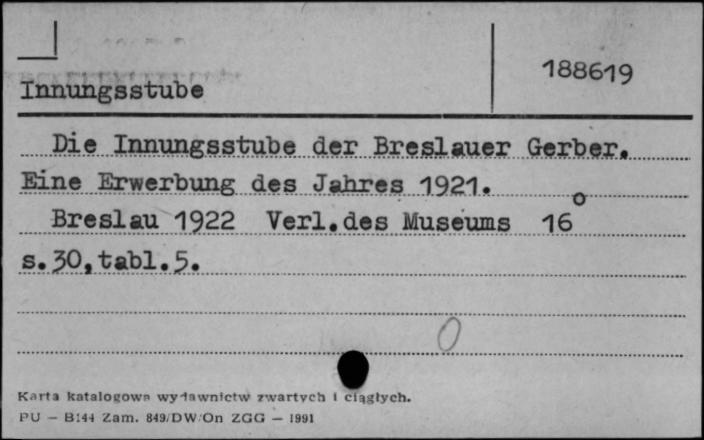 188619
Innungsstube
Die Innungsstube der Breslauer Gerber.
Eine Erwerbung des Jahres 1921.
Breslau 1922 Verl.des Museums 16°
s.30,tabl.5.
0
Karta katalogowa wydawnictw zwartych i ciągłych.
PU — B144 Zam. 849/DW/On ZGG — 1991